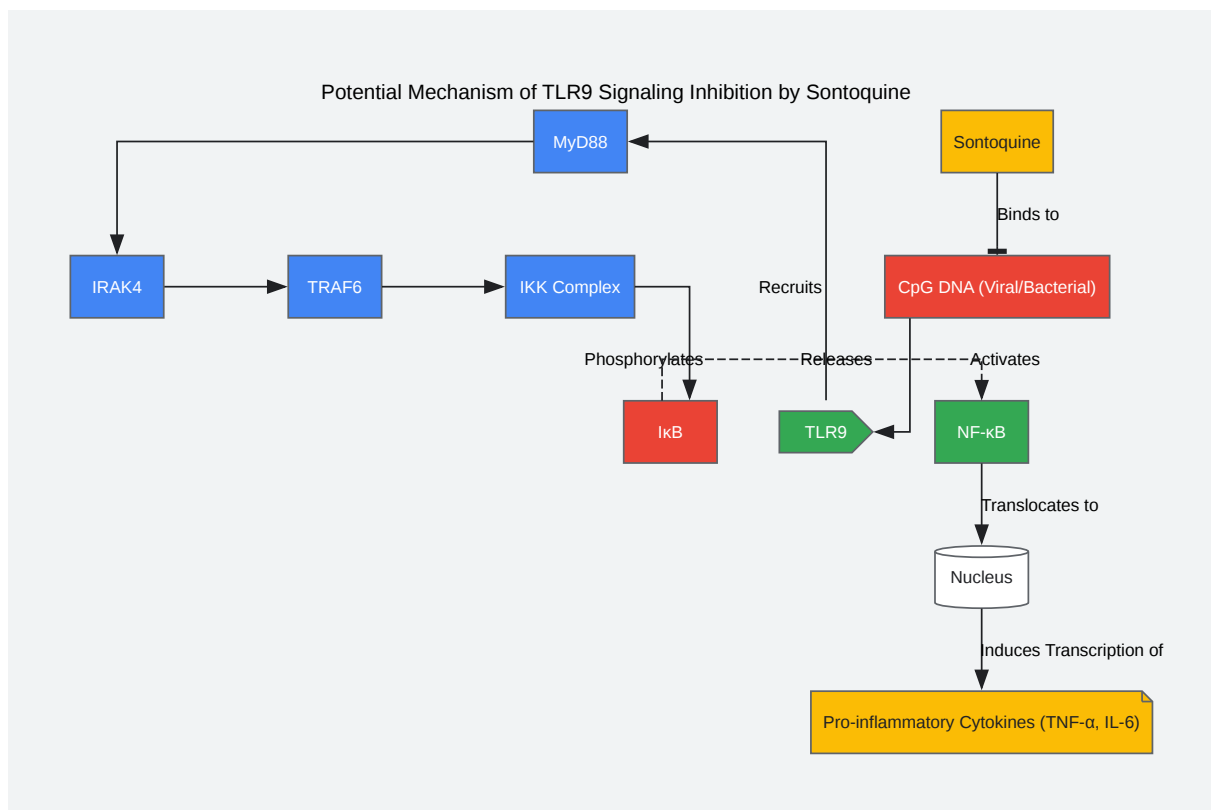 Potential Mechanism of TLR9 Signaling Inhibition by Sontoquine
MyD88
Sontoquine
Binds to
IRAK4
TRAF6
IKK Complex
Recruits
CpG DNA (Viral/Bacterial)
Phosphorylates
Releases
Activates
IκB
TLR9
NF-κB
Translocates to
Nucleus
Induces Transcription of
Pro-inflammatory Cytokines (TNF-α, IL-6)